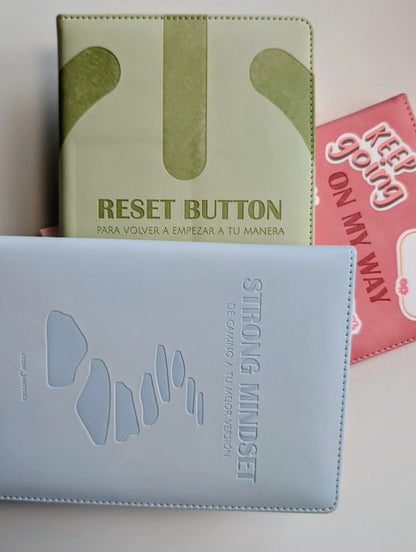 RESET BUTTON
PARA VOLVER A EMPEZAR A TU MANERA
KEEP
going
ON MY WAY
STRONG MINDSET
DE CAMINO A TU MEJOR VERSIÓN